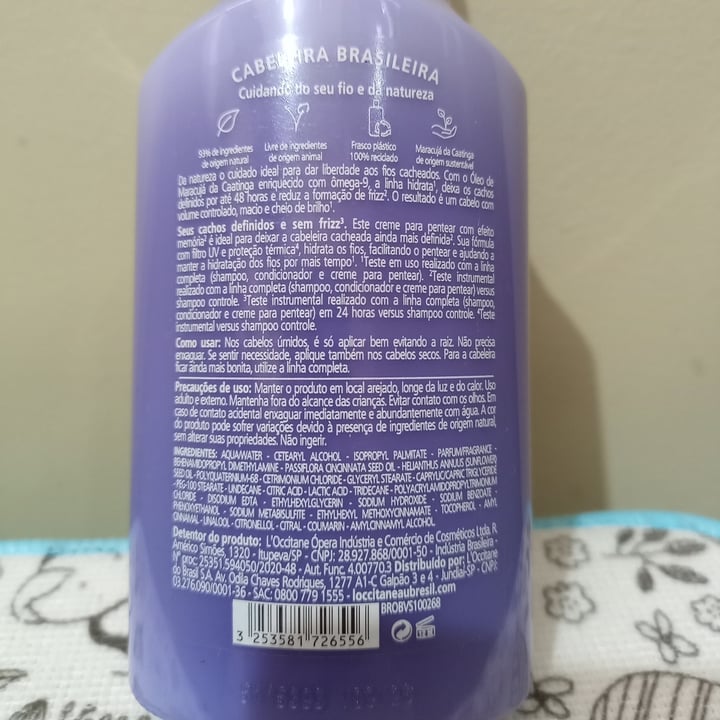 CABELEIRA BRASILEIRA
Cuidando do seu fio e da natureza
93% de ingredientes de origem natural
Livre de ingredientes de origem animal
Frasco plástico 100% reciclado
Maracujá da Caatinga de origem sustentável
Da natureza o cuidado ideal para dar liberdade aos fios cacheados. Com o Óleo de
Maracujá da Caatinga enriquecido com ômega-9, a linha hidrata¹, deixa os cachos
definidos por até 48 horas e reduz a formação de frizz². O resultado é um cabelo com
volume controlado, macio e cheio de brilho¹.
Seus cachos definidos e sem frizz³. Este creme para pentear com efeito
memória² é ideal para deixar a cabeleira cacheada ainda mais definida². Sua fórmula
com filtro UV e proteção térmica⁴, hidrata os fios, facilitando o pentear e ajudando a
manter a hidratação dos fios por mais tempo¹. ¹Teste em uso realizado com a linha
completa (shampoo, condicionador e creme para pentear). ²Teste instrumental
realizado com a linha completa (shampoo, condicionador e creme para pentear) versus
shampoo controle. ³Teste instrumental realizado com a linha completa (shampoo,
condicionador e creme para pentear) em 24 horas versus shampoo controle. ⁴Teste
instrumental versus shampoo controle.
Como usar: Nos cabelos úmidos, é só aplicar bem evitando a raiz. Não precisa
enxaguar. Se sentir necessidade, aplique também nos cabelos secos. Para a cabeleira
ficar ainda mais bonita, utilize a linha completa.
Precauções de uso: Manter o produto em local arejado, longe da luz e do calor. Uso
adulto e externo. Mantenha fora do alcance das crianças. Evitar contato com os olhos. Em
caso de contato acidental enxaguar imediatamente e abundantemente com água. A cor
do produto pode sofrer variações devido à presença de ingredientes de origem natural,
sem alterar suas propriedades. Não ingerir.
INGREDIENTES: AQUA/WATER - CETEARYL ALCOHOL - ISOPROPYL PALMITATE - PARFUM/FRAGRANCE -
BEHENAMIDOPROPYL DIMETHYLAMINE - PASSIFLORA CINCINNATA SEED OIL - HELIANTHUS ANNUUS (SUNFLOWER)
SEED OIL - POLYQUATERNIUM-68 - CETRIMONIUM CHLORIDE - GLYCERYL STEARATE - CAPRYLIC/CAPRIC TRIGLYCERIDE
- PEG-100 STEARATE - UNDECANE - CITRIC ACID - LACTIC ACID - TRIDECANE - POLYACRYLAMIDOPROPYLTRIMONIUM
CHLORIDE - DISODIUM EDTA - ETHYLHEXYLGLYCERIN - SODIUM HYDROXIDE - SODIUM BENZOATE -
PHENOXYETHANOL - SODIUM METABISULFITE - ETHYLHEXYL METHOXYCINNAMATE - TOCOPHEROL - AMYL
CINNAMAL - LINALOOL - CITRONELLOL - CITRAL - COUMARIN - AMYLCINNAMYL ALCOHOL
Detentor do produto: L'Occitane Ópera Indústria e Comércio de Cosméticos Ltda. R.
Américo Simões, 1320 - Itupeva/SP - CNPJ: 28.927.868/0001-50 - Indústria Brasileira -
Nº proc: 25351.594050/2020-48 - Aut. Func. 4.00770.3 Distribuído por: L'Occitane
do Brasil S.A. Av. Odila Chaves Rodrigues, 1277 A1-C Galpão 3 e 4 - Jundiaí-SP - CNPJ:
03.276.090/0001-36 - SAC: 0800 779 1555 - loccitaneaubresil.com
BROBVS100268
3 253581 726556